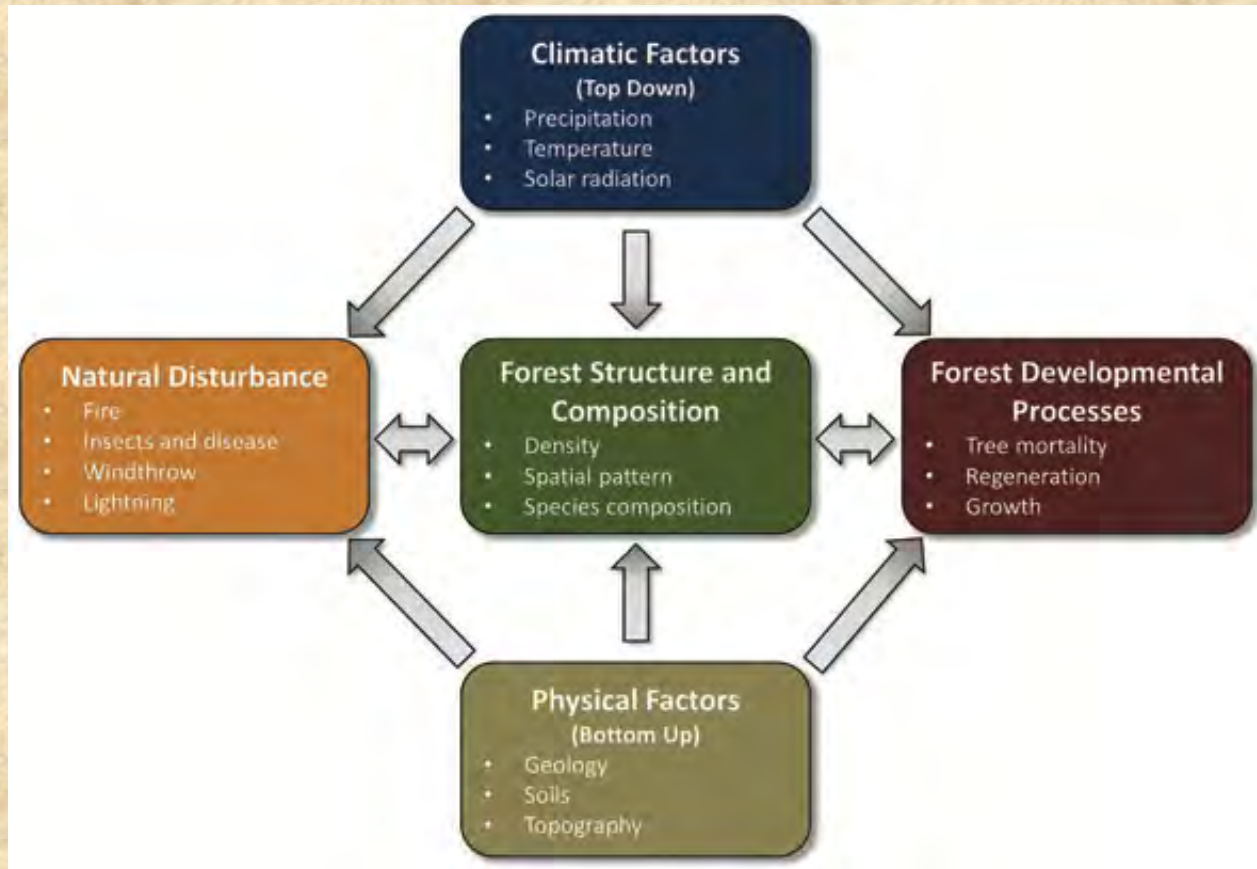 Climatic Factors
(Top Down)
• Precipitation
• Temperature
• Solar radiation
Natural Disturbance
• Fire
• Insects and disease
• Windthrow
• Lightning
Forest Structure and
Composition
• Density
• Spatial pattern
• Species composition
Forest Developmental
Processes
• Tree mortality
• Regeneration
• Growth
Physical Factors
(Bottom Up)
• Geology
• Soils
• Topography